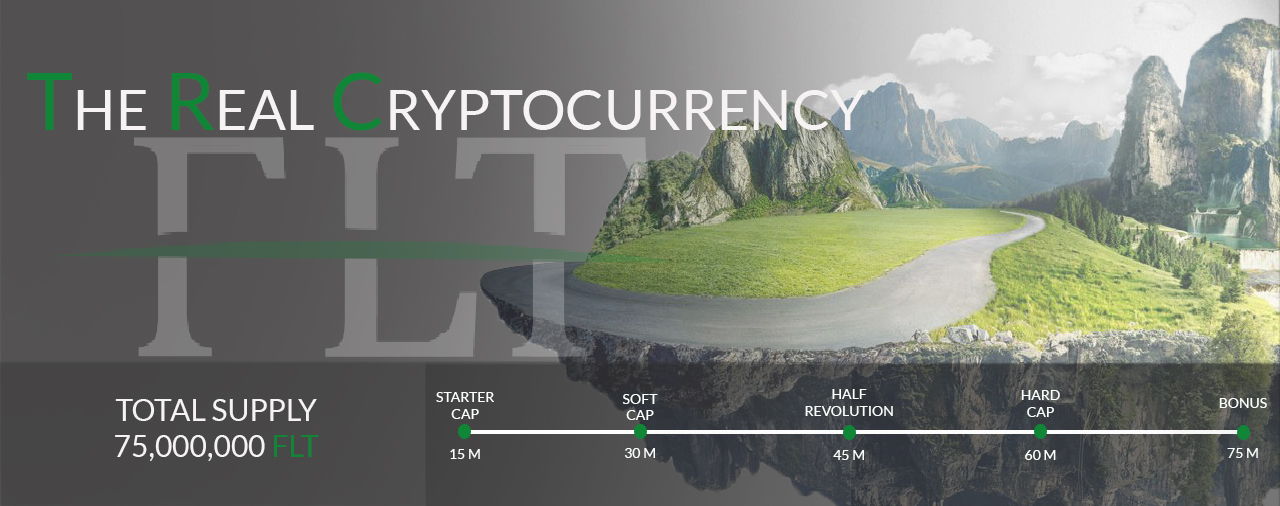 THE REAL CRYPTOCURRENCY
FLT
TOTAL SUPPLY
75,000,000 FLT
STARTER
CAP
15 M
SOFT
CAP
30 M
HALF
REVOLUTION
45 M
HARD
CAP
60 M
BONUS
75 M